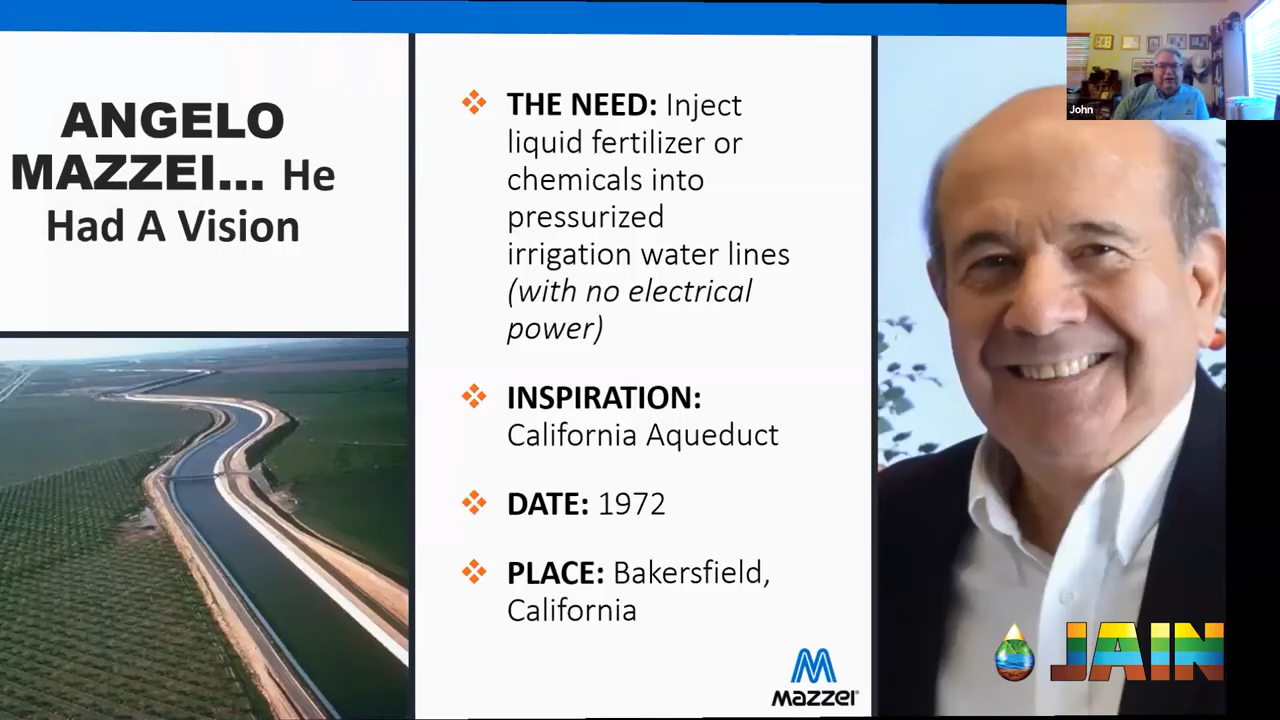 ANGELO
MAZZEI... He
Had A Vision
THE NEED: Inject
liquid fertilizer or
chemicals into
pressurized
irrigation water lines
(with no electrical
power)
INSPIRATION:
California Aqueduct
DATE: 1972
PLACE: Bakersfield,
California
MAZZEI®
John
JAIN